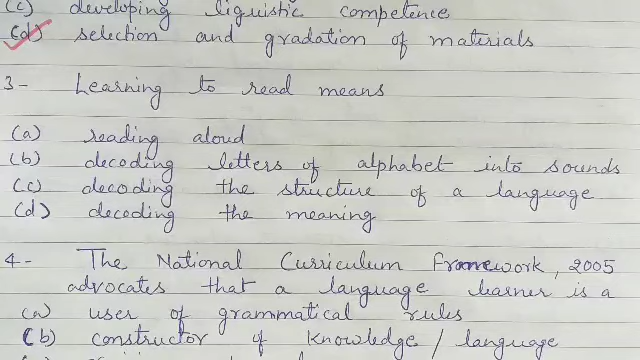 (c) developing liguistic competence
(d) selection and gradation of materials
3- Learning to read means
(a) reading aloud
(b) decoding letters of alphabet into sounds
(c) decoding the structure of a language
(d) decoding the meaning
4- The National Curriculum Framework, 2005
advocates that a language learner is a
(a) user of grammatical rules
(b) constructor of knowledge / language